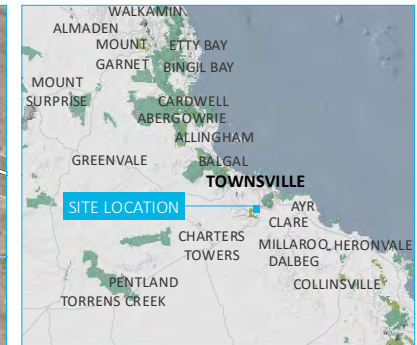 WALKAMIN
ALMADEN
MOUNT
GARNET
ETTY BAY
BINGIL BAY
MOUNT
SURPRISE
CARDWELL
ABERGOWRIE
ALLINGHAM
GREENVALE
BALGAL
TOWNSVILLE
SITE LOCATION
AYR
CLARE
CHARTERS
TOWERS
MILLAROO
HERONVALE
DALBEG
COLLINSVILLE
PENTLAND
TORRENS CREEK